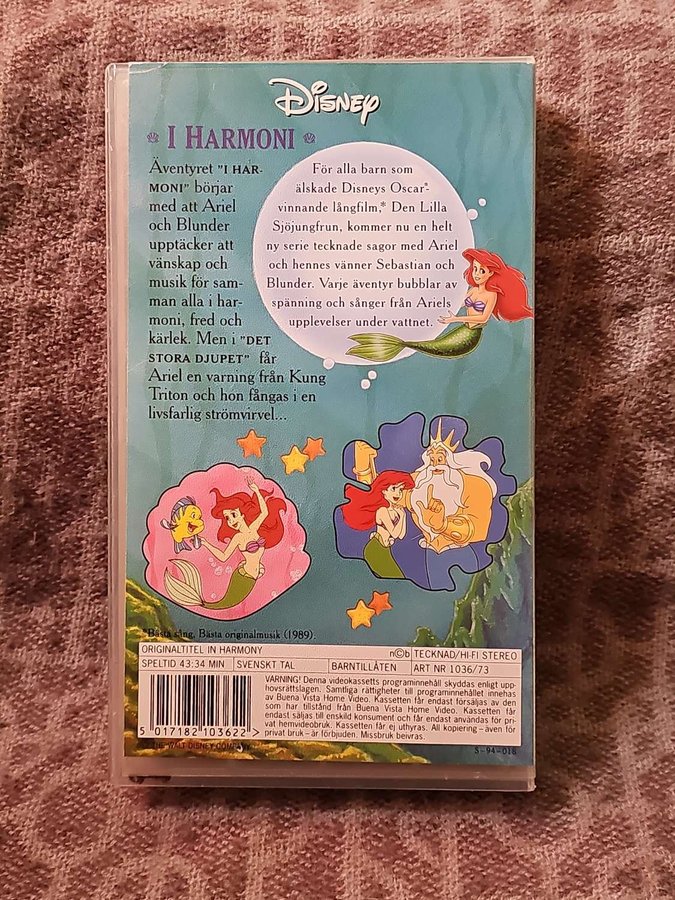 Disney
I HARMONI
Äventyret "I HAR-
MONI" börjar
med att Ariel
och Blunder
upptäcker att
vänskap och
musik för sam-
man alla i har-
moni, fred och
kärlek. Men i "DET
STORA DJUPET" får
Ariel en varning från Kung
Triton och hon fångas i en
livsfarlig strömvirvel...
För alla barn som
älskade Disneys Oscar®-
vinnande långfilm,* Den Lilla
Sjöjungfrun, kommer nu en helt
ny serie tecknade sagor med Ariel
och hennes vänner Sebastian och
Blunder. Varje äventyr bubblar av
spänning och sånger från Ariels
upplevelser under vattnet.
*Bästa sång, Bästa originalmusik (1989).
ORIGINALTITEL IN HARMONY n©b TECKNAD/HI-FI STEREO
SPELTID 43:34 MIN SVENSKT TAL BARNTILLÅTEN ART NR 1036/73
VARNING! Denna videokassetts programinnehåll skyddas enligt upp-
hovsrättslagen. Samtliga rättigheter till programinnehållet innehas
av Buena Vista Home Video. Kassetten får endast försäljas av den
som har tillstånd från Buena Vista Home Video. Kassetten får
endast säljas till enskild konsument och får endast användas för pri-
vat hemvideobruk. Kassetten får ej uthyras. All kopiering – även för
privat bruk – är förbjuden. Missbruk beivras.
5 017182 103622 >
THE WALT DISNEY COMPANY
S-94-018